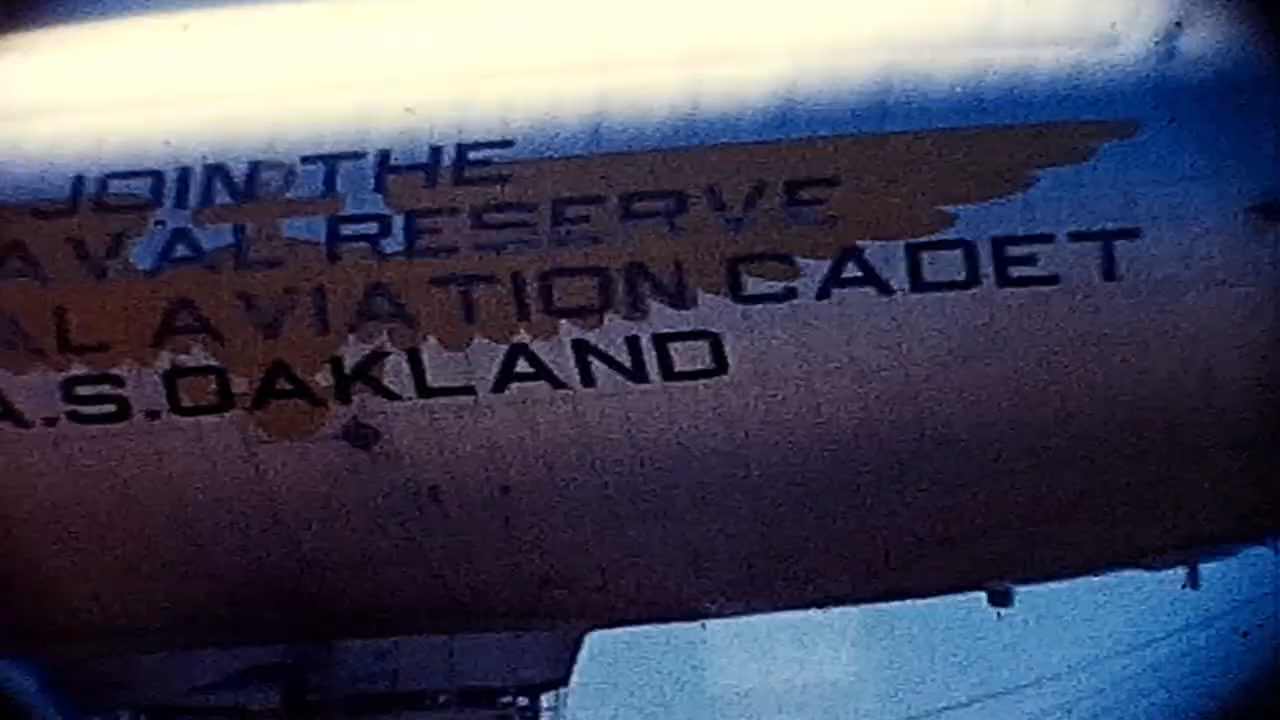 JOIN THE
AVAL RESERVE
AL AVIATION CADET
A.S. OAKLAND